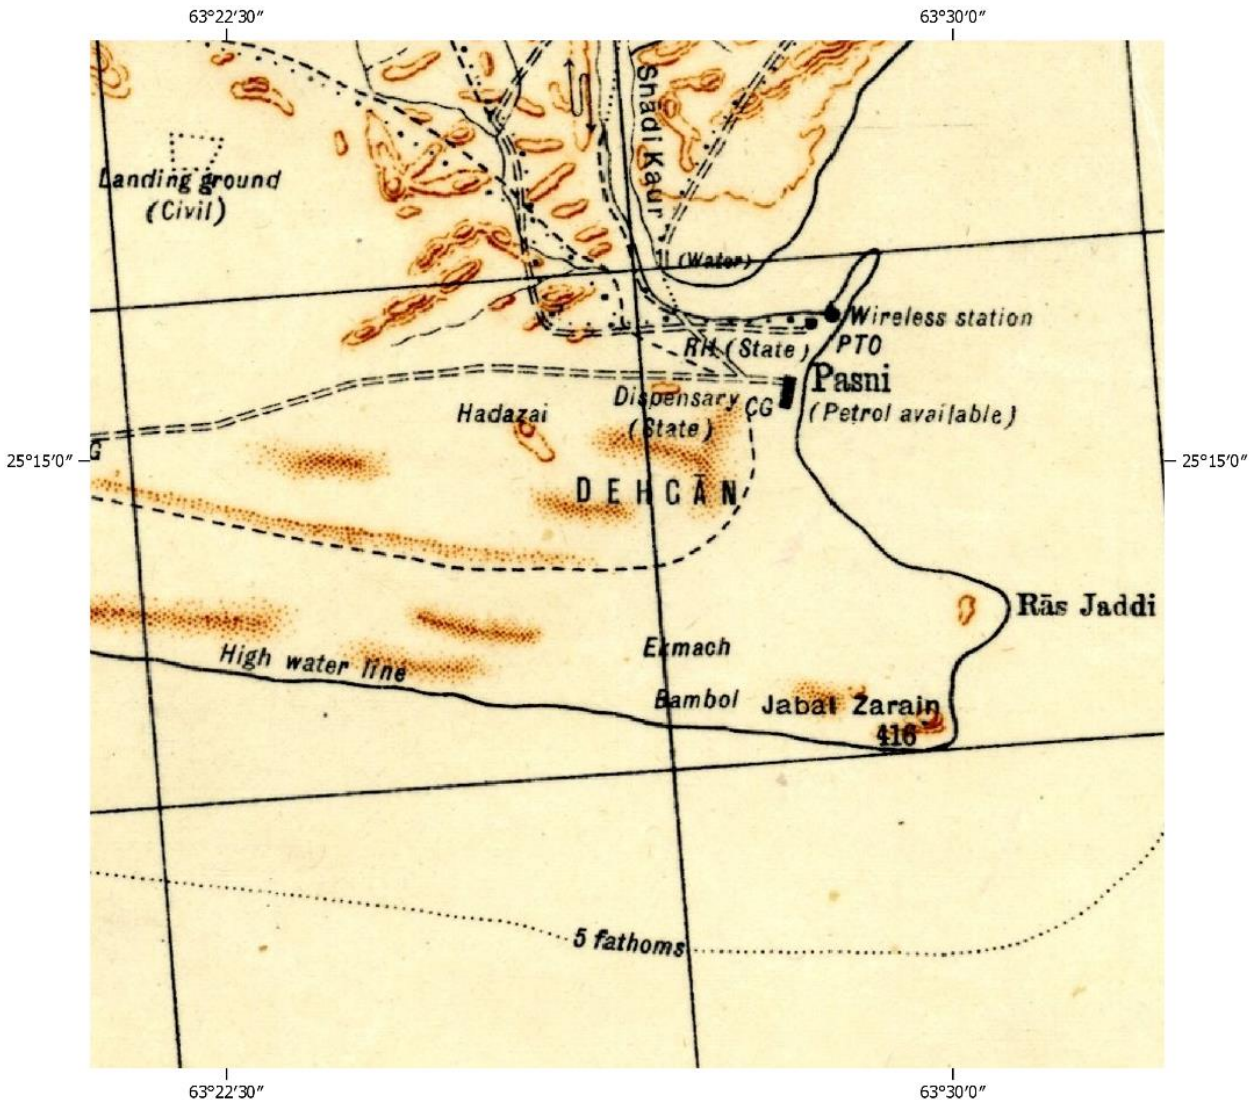 63°22′30″
63°30′0″
Shadi Kaur
Landing ground
(Civil)
(Water)
Wireless station
RH (State)
PTO
Pasni
Dispensary
CG
(Petrol available)
Hadazai
(State)
G
25°15′0″
25°15′0″
DEHCĀN
Rās Jaddi
High water line
Ekmach
Bambol
Jabal Zarain
416
5 fathoms
63°22′30″
63°30′0″